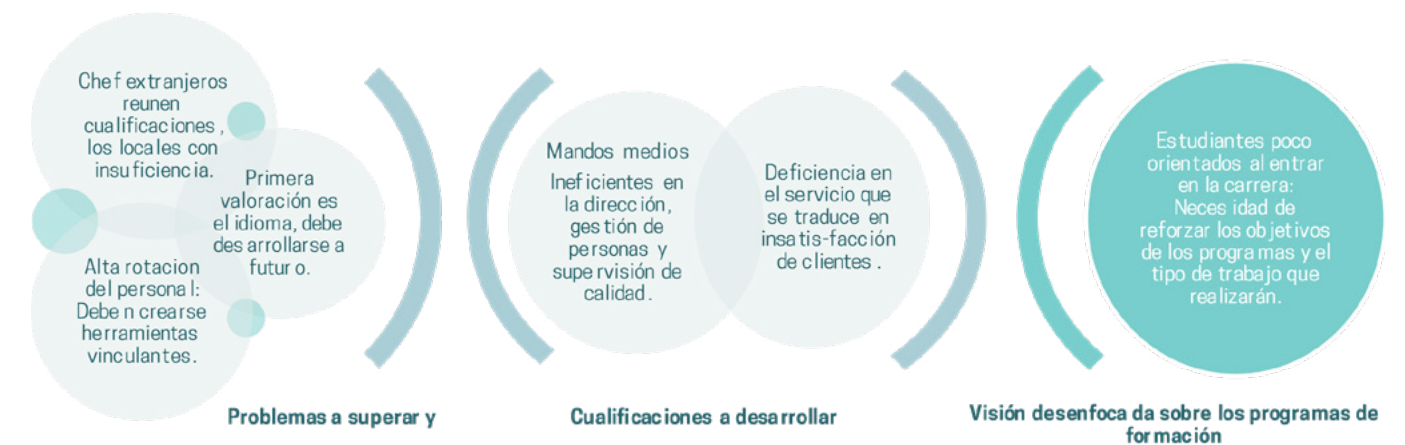 Chef extranjeros
reunen
cualificaciones,
los locales con
insuficiencia.
Primera
valoración es
el idioma, debe
desarrollarse a
futuro.
Alta rotacion
del personal:
Deben crearse
herramientas
vinculantes.
Problemas a superar y
Mandos medios
Ineficientes en
la dirección,
gestión de
personas y
supervisión de
calidad.
Deficiencia en
el servicio que
se traduce en
insatis-facción
de clientes.
Cualificaciones a desarrollar
Estudiantes poco
orientados al entrar
en la carrera:
Necesidad de
reforzar los objetivos
de los programas y el
tipo de trabajo que
realizarán.
Visión desenfocada sobre los programas de
formación